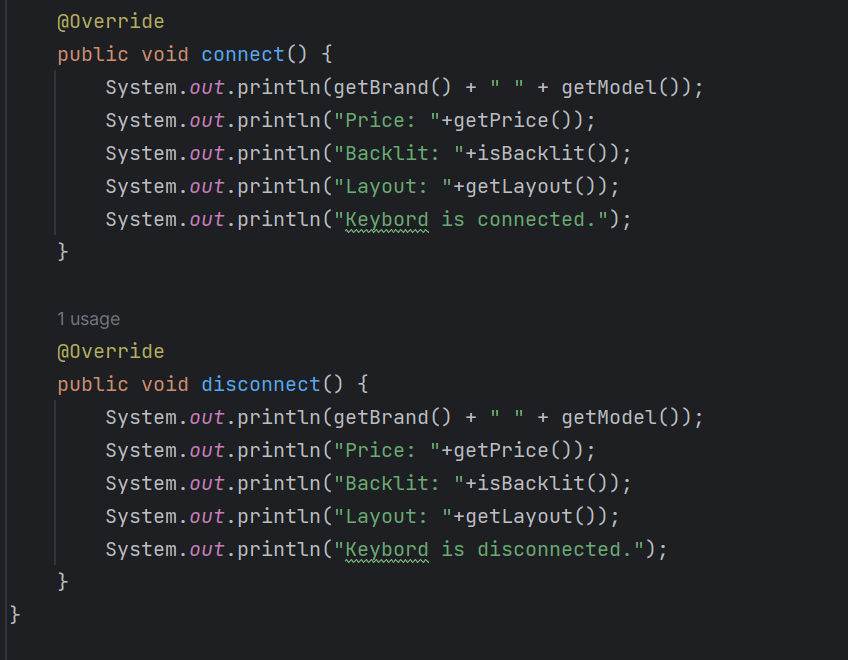 @Override
public void connect() {
System.out.println(getBrand() + " " + getModel());
System.out.println("Price: "+getPrice());
System.out.println("Backlit: "+isBacklit());
System.out.println("Layout: "+getLayout());
System.out.println("Keybord is connected.");
}
1 usage
@Override
public void disconnect() {
System.out.println(getBrand() + " " + getModel());
System.out.println("Price: "+getPrice());
System.out.println("Backlit: "+isBacklit());
System.out.println("Layout: "+getLayout());
System.out.println("Keybord is disconnected.");
}
}